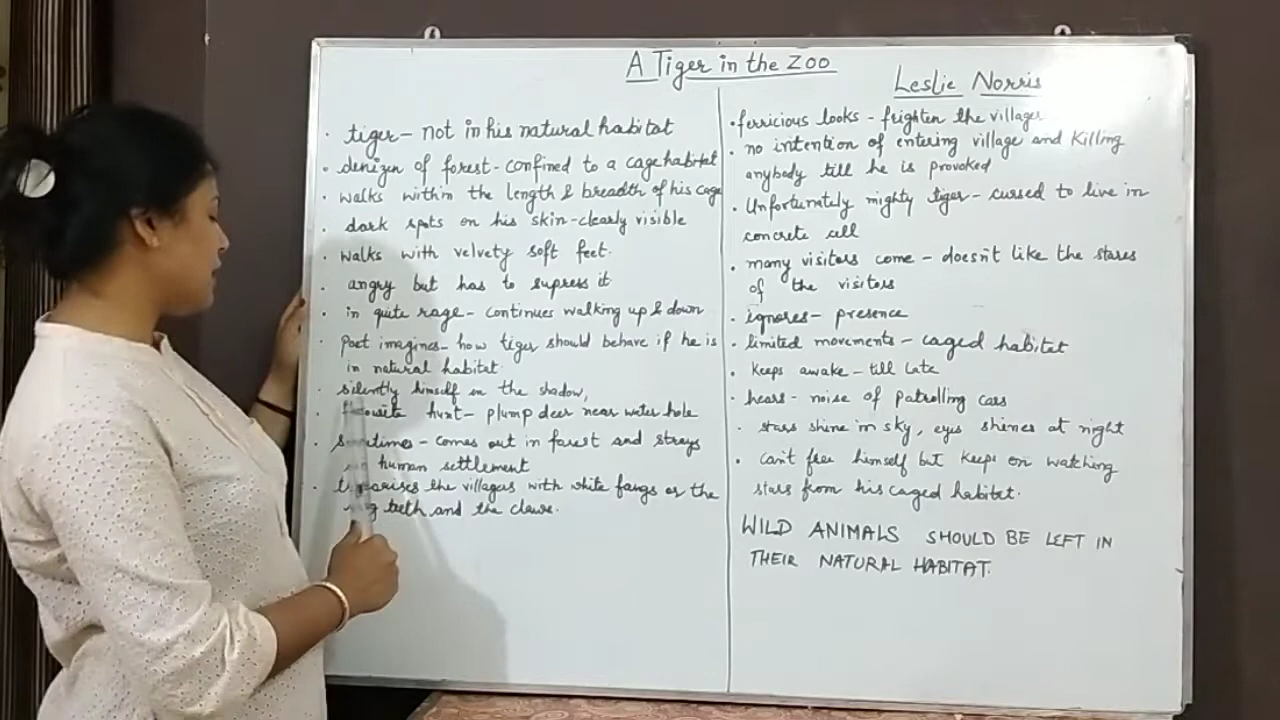 A Tiger in the Zoo
Leslie Norris
· tiger - not in his natural habitat
· denizen of forest - confined to a cage habitat
· walks within the length & breadth of his cage
· dark spots on his skin - clearly visible
· walks with velvety soft feet.
· angry but has to supress it
· in quite rage - continues walking up & down
· Poet imagines - how tiger should behave if he is
in natural habitat
· silently himself in the shadow,
· hunt - plump deer near water hole
· sometimes - comes out in forest and strays
human settlement
· the villages with white fangs or the
teeth and the claws.
· ferricious looks - frighten the villager
· no intention of entering village and killing
anybody till he is provoked
· Unfortunately mighty tiger - cursed to live in
concrete cell
· many visitors come - doesn't like the stares
of the visitors
· ignores - presence
· limited movements - caged habitat
· keeps awake - till late
· hears - noise of patrolling cars
· stars shine in sky, eyes shines at night
· can't free himself but keeps on watching
stars from his caged habitat.
WILD ANIMALS SHOULD BE LEFT IN
THEIR NATURAL HABITAT.